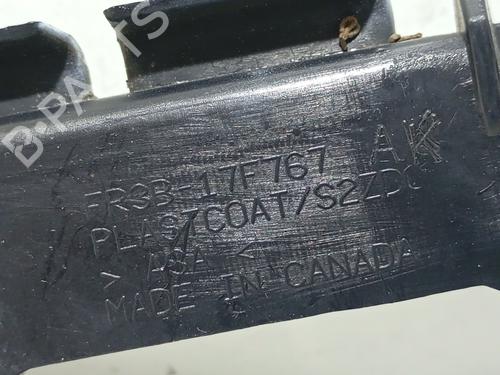 B-PARTS
FR3B-17F767 AK
PLASTCOAT/S2ZDC
> ASA <
MADE IN CANADA